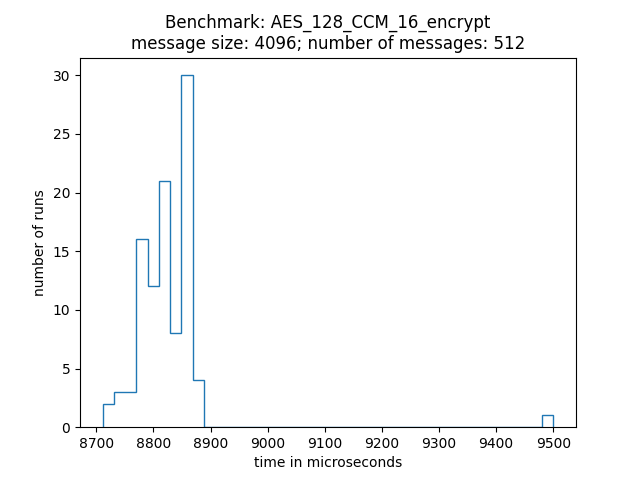 Benchmark: AES_128_CCM_16_encrypt
message size: 4096; number of messages: 512
30
25
20
15
10
5
0
number of runs
8700 8800 8900 9000 9100 9200 9300 9400 9500
time in microseconds